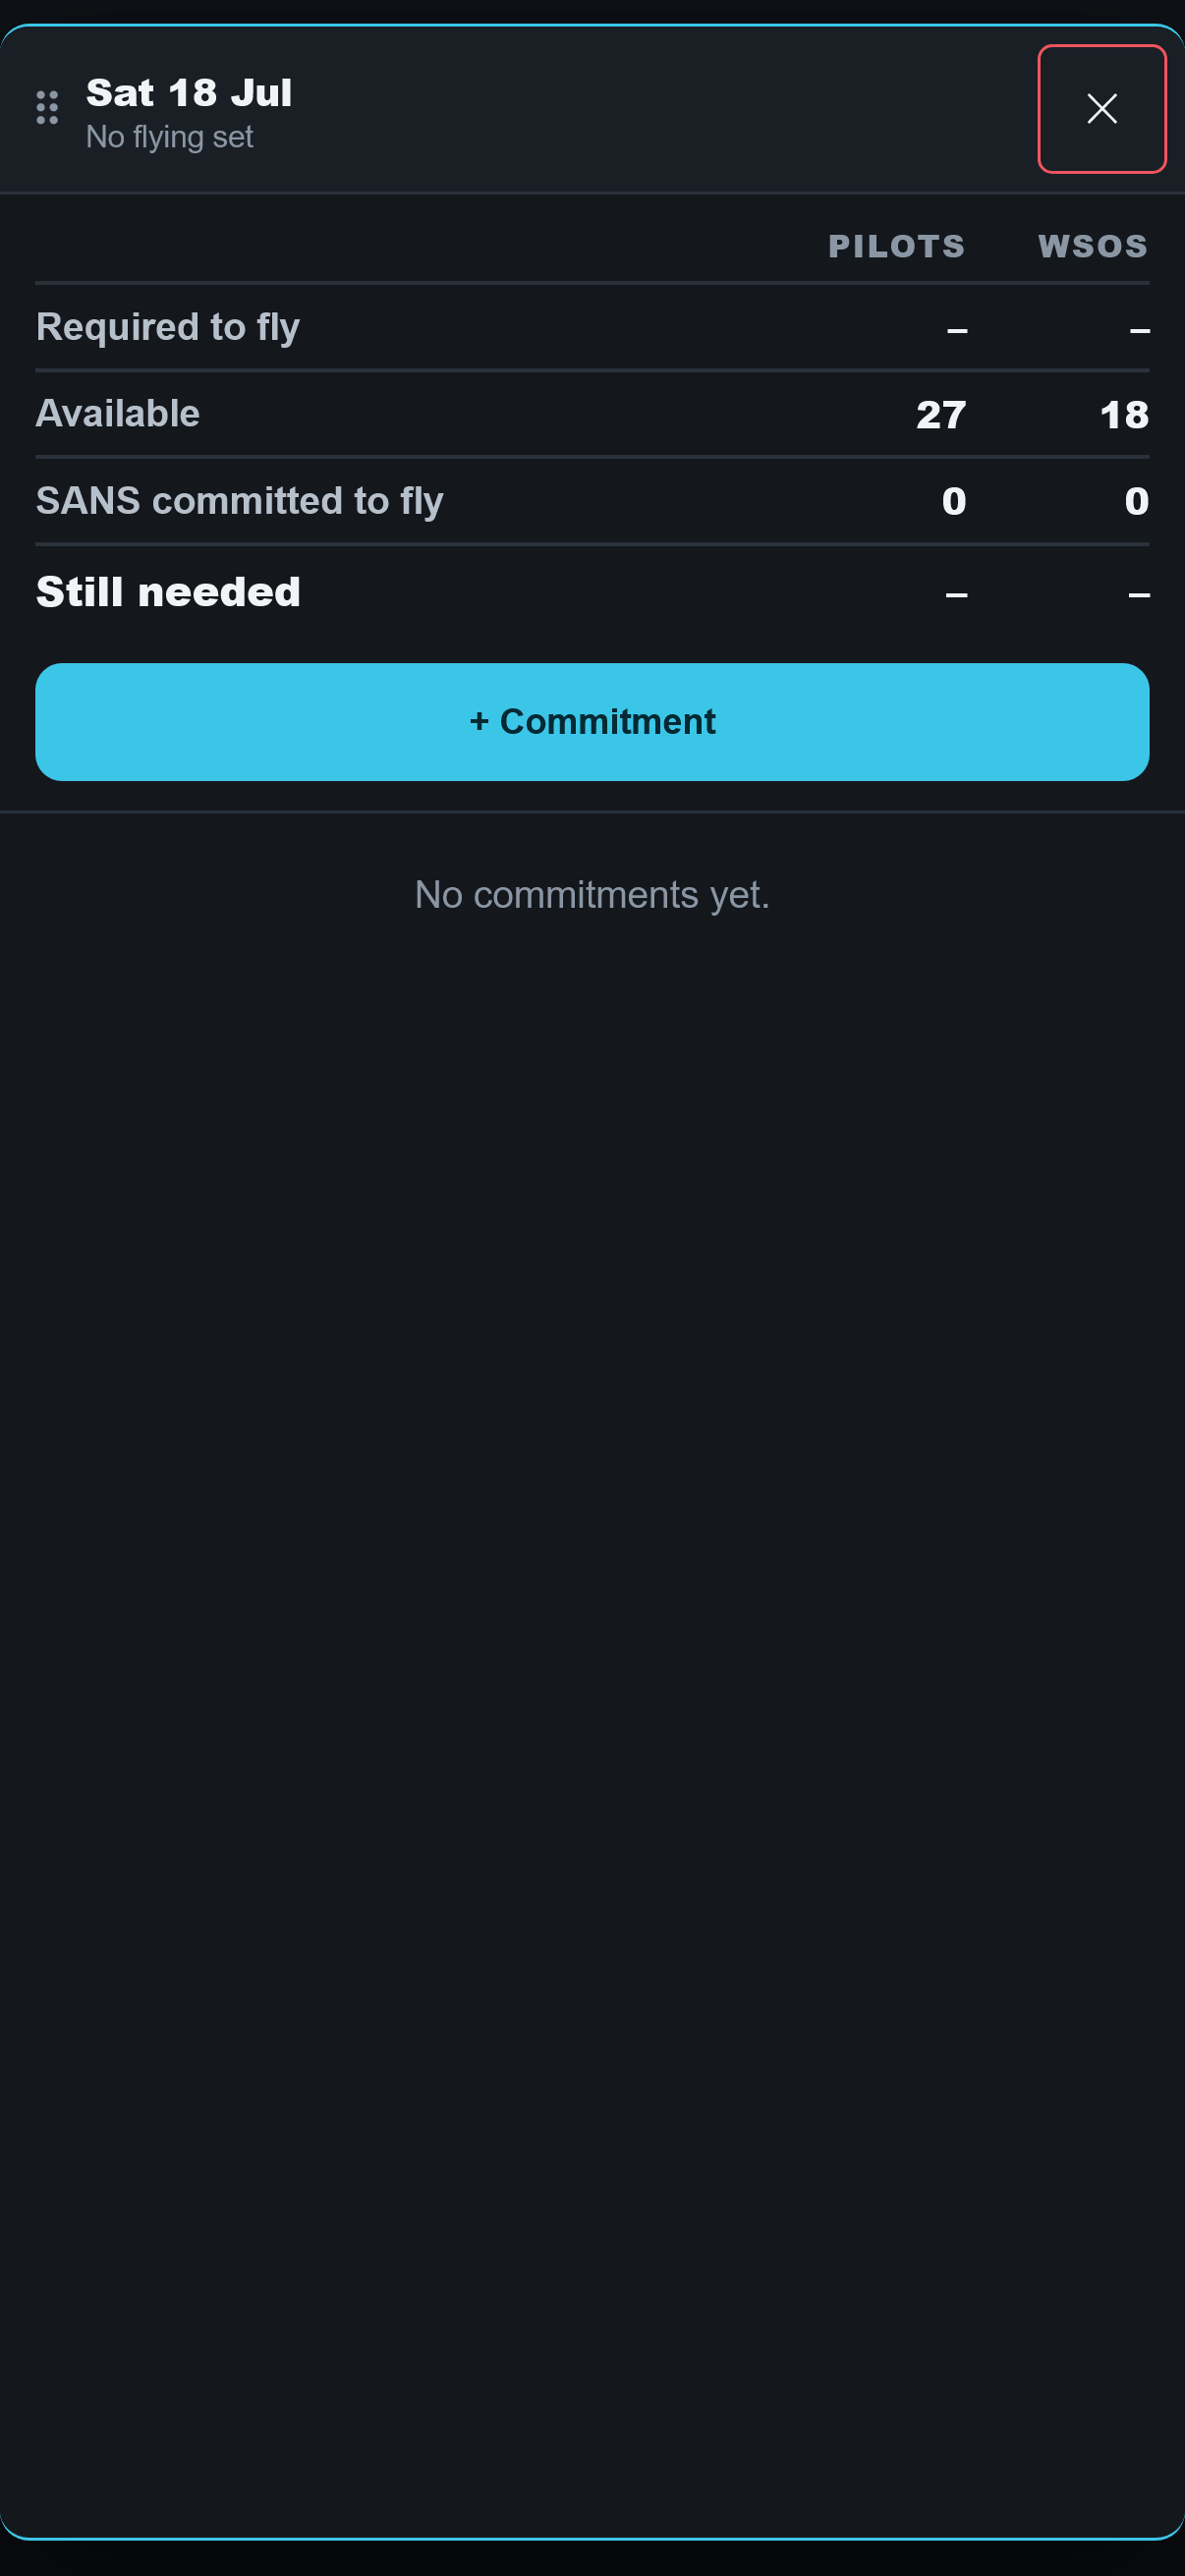 Sat 18 Jul
No flying set
PILOTS WSOS
Required to fly – –
Available 27 18
SANS committed to fly 0 0
Still needed – –
+ Commitment
No commitments yet.